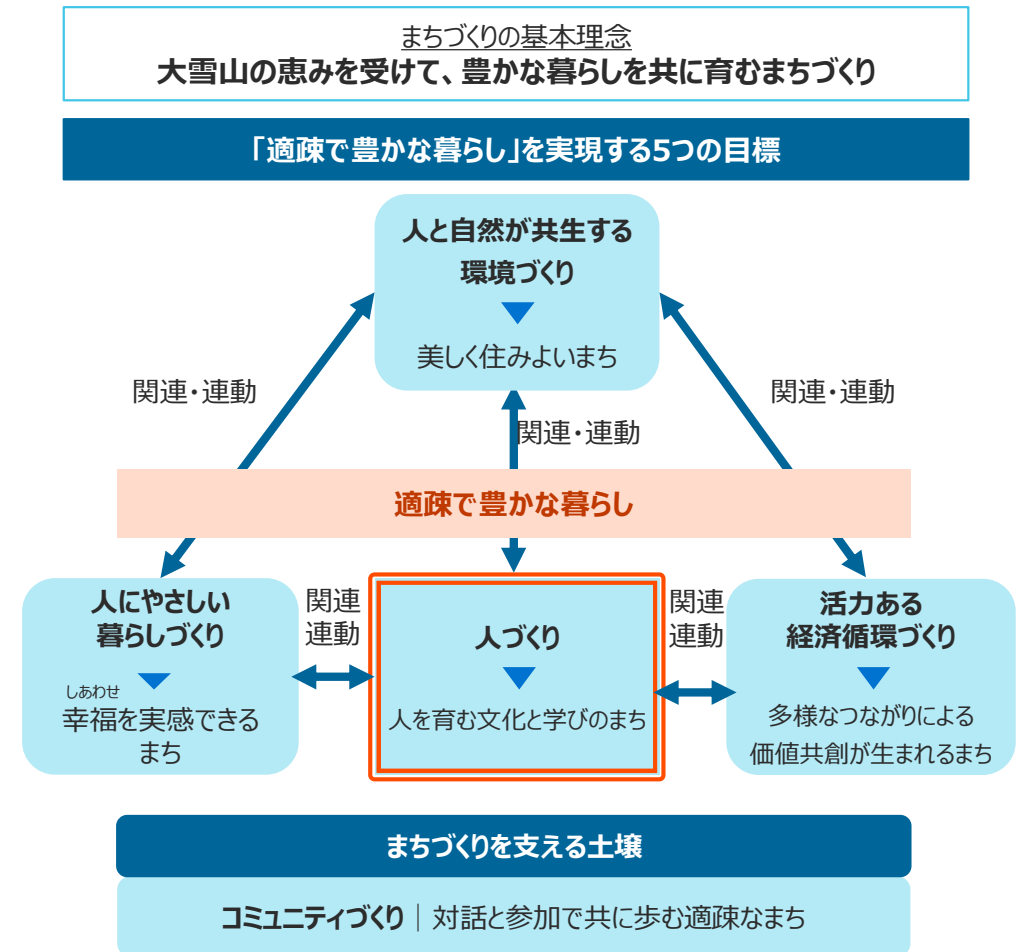 まちづくりの基本理念
大雪山の恵みを受けて、豊かな暮らしを共に育むまちづくり
「適疎で豊かな暮らし」を実現する5つの目標
人と自然が共生する
環境づくり
美しく住みよいまち
関連・連動
関連・連動
関連・連動
適疎で豊かな暮らし
人にやさしい
暮らしづくり
しあわせ
幸福を実感できる
まち
関連
連動
人づくり
人を育む文化と学びのまち
関連
連動
活力ある
経済循環づくり
多様なつながりによる
価値共創が生まれるまち
まちづくりを支える土壌
コミュニティづくり｜対話と参加で共に歩む適疎なまち